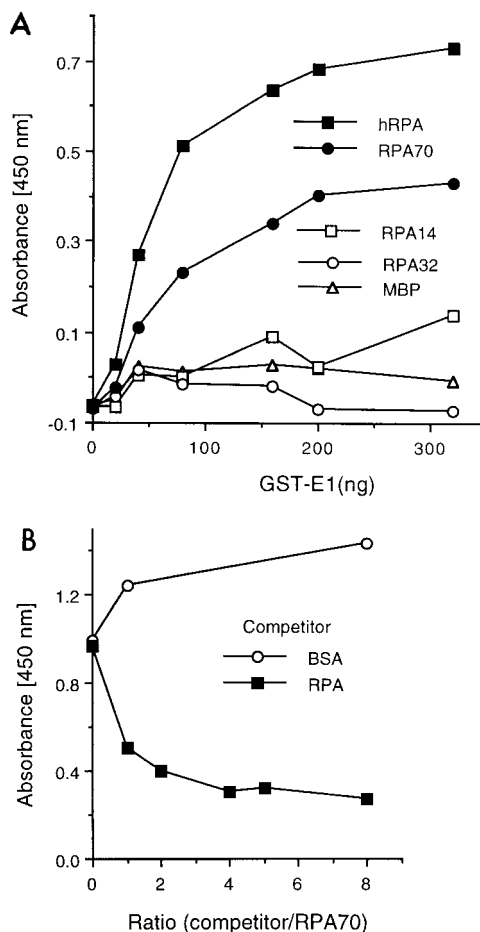 A
Absorbance [450 nm]
0.7
0.5
0.3
0.1
-0.1
hRPA
RPA70
RPA14
RPA32
MBP
0 100 200 300
GST-E1(ng)
B
Absorbance [450 nm]
1.2
0.8
0.4
0.0
Competitor
BSA
RPA
0 2 4 6 8
Ratio (competitor/RPA70)